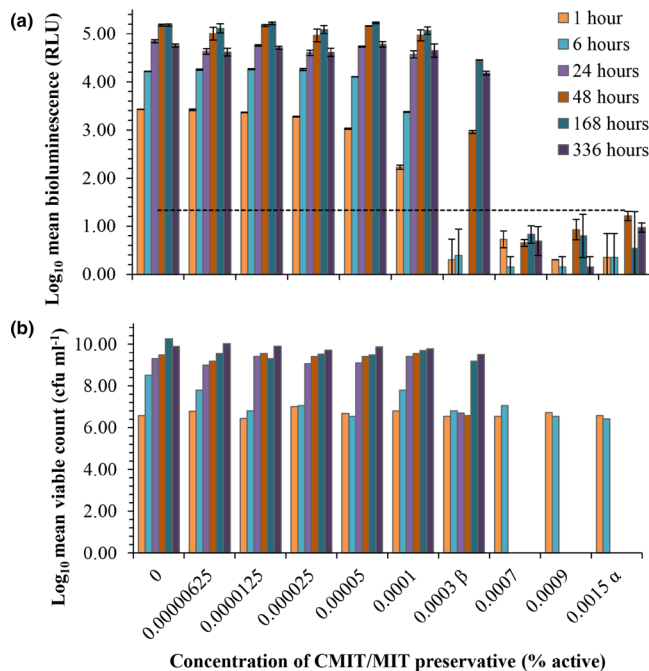 (a)
Log10 mean bioluminescence (RLU)
5.00
4.00
3.00
2.00
1.00
0.00
1 hour
6 hours
24 hours
48 hours
168 hours
336 hours
(b)
Log10 mean viable count (cfu ml-1)
10.00
8.00
6.00
4.00
2.00
0.00
0
0.00000625
0.0000125
0.000025
0.00005
0.0001
0.0003 β
0.0007
0.0009
0.0015 α
Concentration of CMIT/MIT preservative (% active)